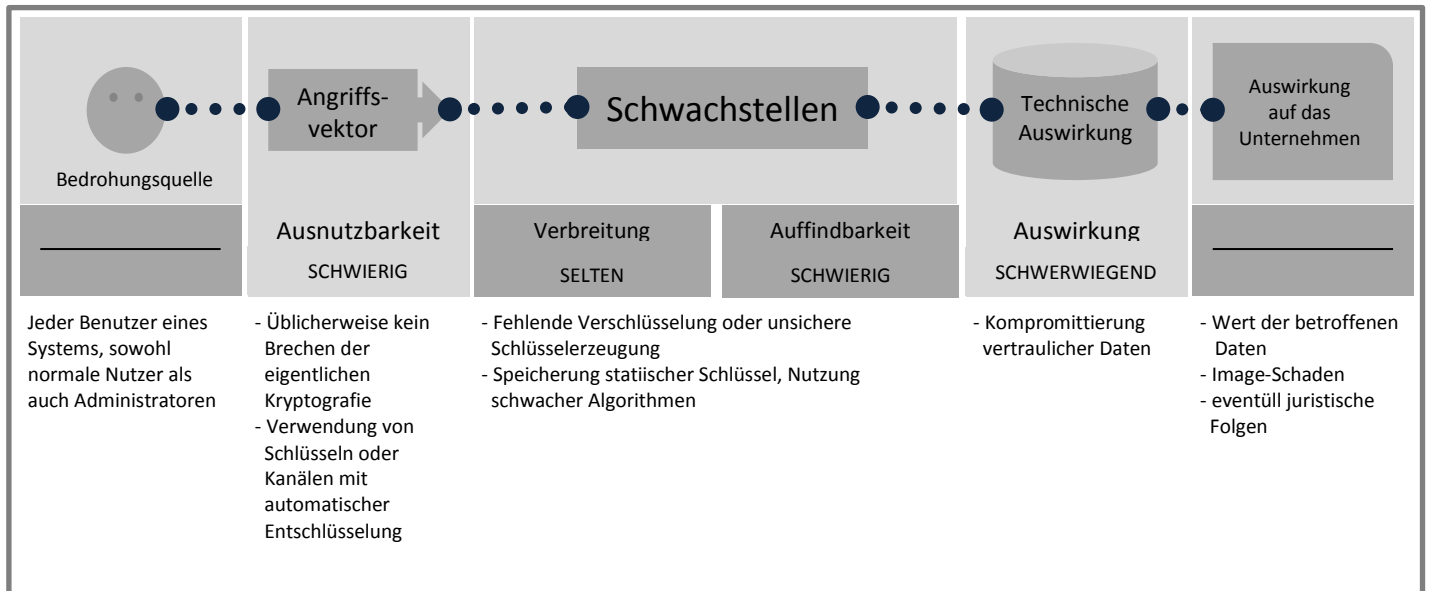 Bedrohungsquelle
Angriffs-
vektor
Schwachstellen
Technische
Auswirkung
Auswirkung
auf das
Unternehmen
Ausnutzbarkeit
SCHWIERIG
Verbreitung
SELTEN
Auffindbarkeit
SCHWIERIG
Auswirkung
SCHWERWIEGEND
Jeder Benutzer eines
Systems, sowohl
normale Nutzer als
auch Administratoren
- Üblicherweise kein
Brechen der
eigentlichen
Kryptografie
- Verwendung von
Schlüsseln oder
Kanälen mit
automatischer
Entschlüsselung
- Fehlende Verschlüsselung oder unsichere
Schlüsselerzeugung
- Speicherung statiischer Schlüssel, Nutzung
schwacher Algorithmen
- Kompromittierung
vertraulicher Daten
- Wert der betroffenen
Daten
- Image-Schaden
- eventüll juristische
Folgen